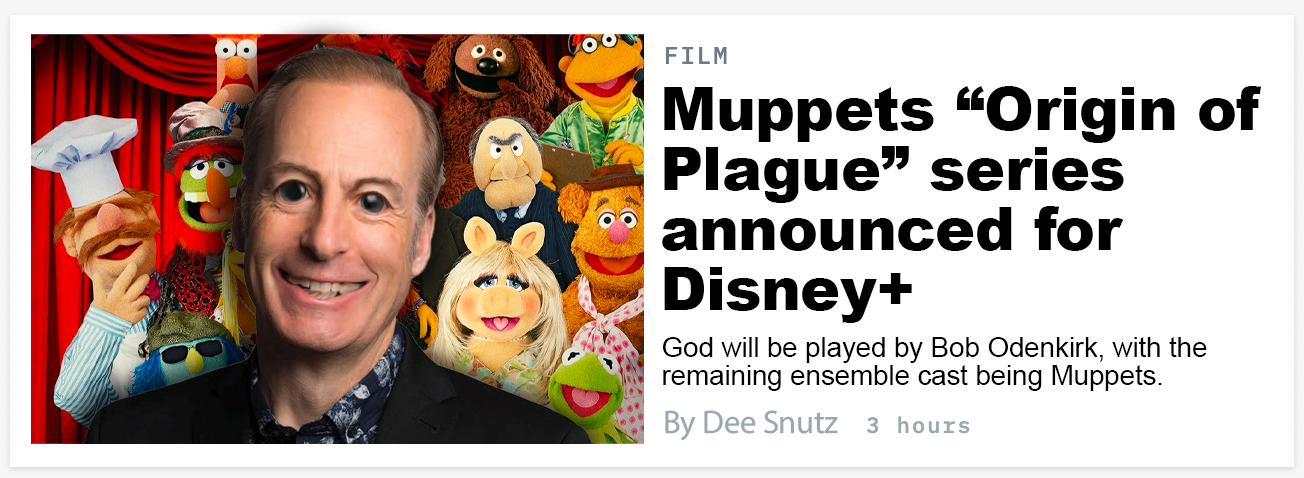 FILM
Muppets “Origin of
Plague” series
announced for
Disney+
God will be played by Bob Odenkirk, with the
remaining ensemble cast being Muppets.
By Dee Snutz 3 hours